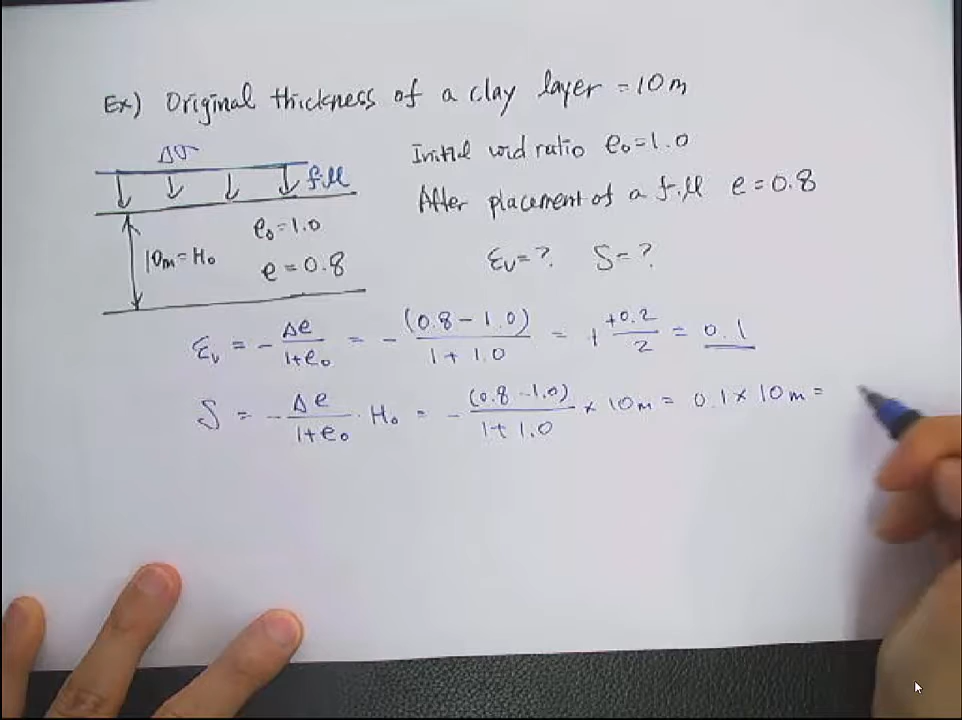 Ex) Original thickness of a clay layer = 10m
Δσ
fill
10m = H₀
e₀ = 1.0
e = 0.8
Initial void ratio e₀ = 1.0
After placement of a fill e = 0.8
εv = ? S = ?
εv = - Δe / 1+e₀ = - (0.8 - 1.0) / 1 + 1.0 = + +0.2 / 2 = 0.1
S = - Δe / 1+e₀ · H₀ = - (0.8 - 1.0) / 1 + 1.0 × 10m = 0.1 × 10m =